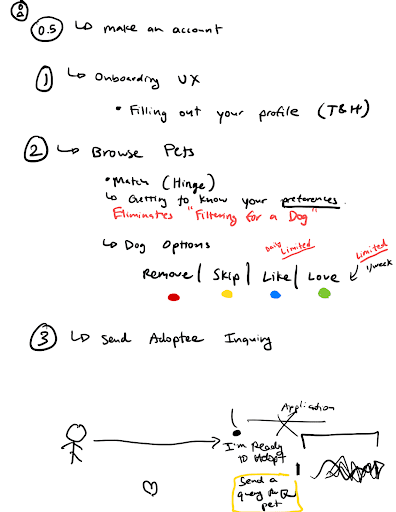 0.5 ↳ make an account
1 ↳ Onboarding UX
• Filling out your profile (T&H)
2 ↳ Browse Pets
• Match (Hinge)
↳ Getting to know your preferences.
Eliminates "Filtering for a Dog"
↳ Dog Options
Daily Limited
Limited
1/week
Remove | Skip | Like | Love
3 ↳ Send Adoptee Inquiry
Application
!
I'm Ready
to Adopt
Send a
query
pet